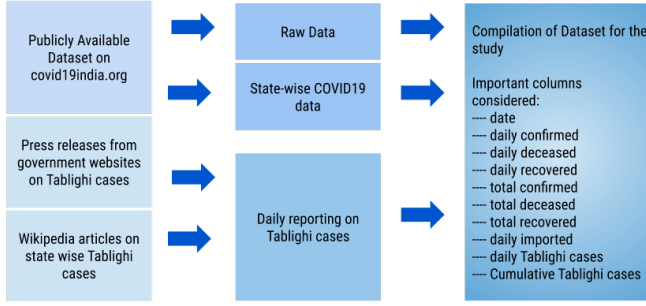 Publicly Available
Dataset on
covid19india.org
Press releases from
government websites
on Tablighi cases
Wikipedia articles on
state wise Tablighi
cases
Raw Data
State-wise COVID19
data
Daily reporting on
Tablighi cases
Compilation of Dataset for the
study
Important columns
considered:
---- date
---- daily confirmed
---- daily deceased
---- daily recovered
---- total confirmed
---- total deceased
---- total recovered
---- daily imported
---- daily Tablighi cases
---- Cumulative Tablighi cases